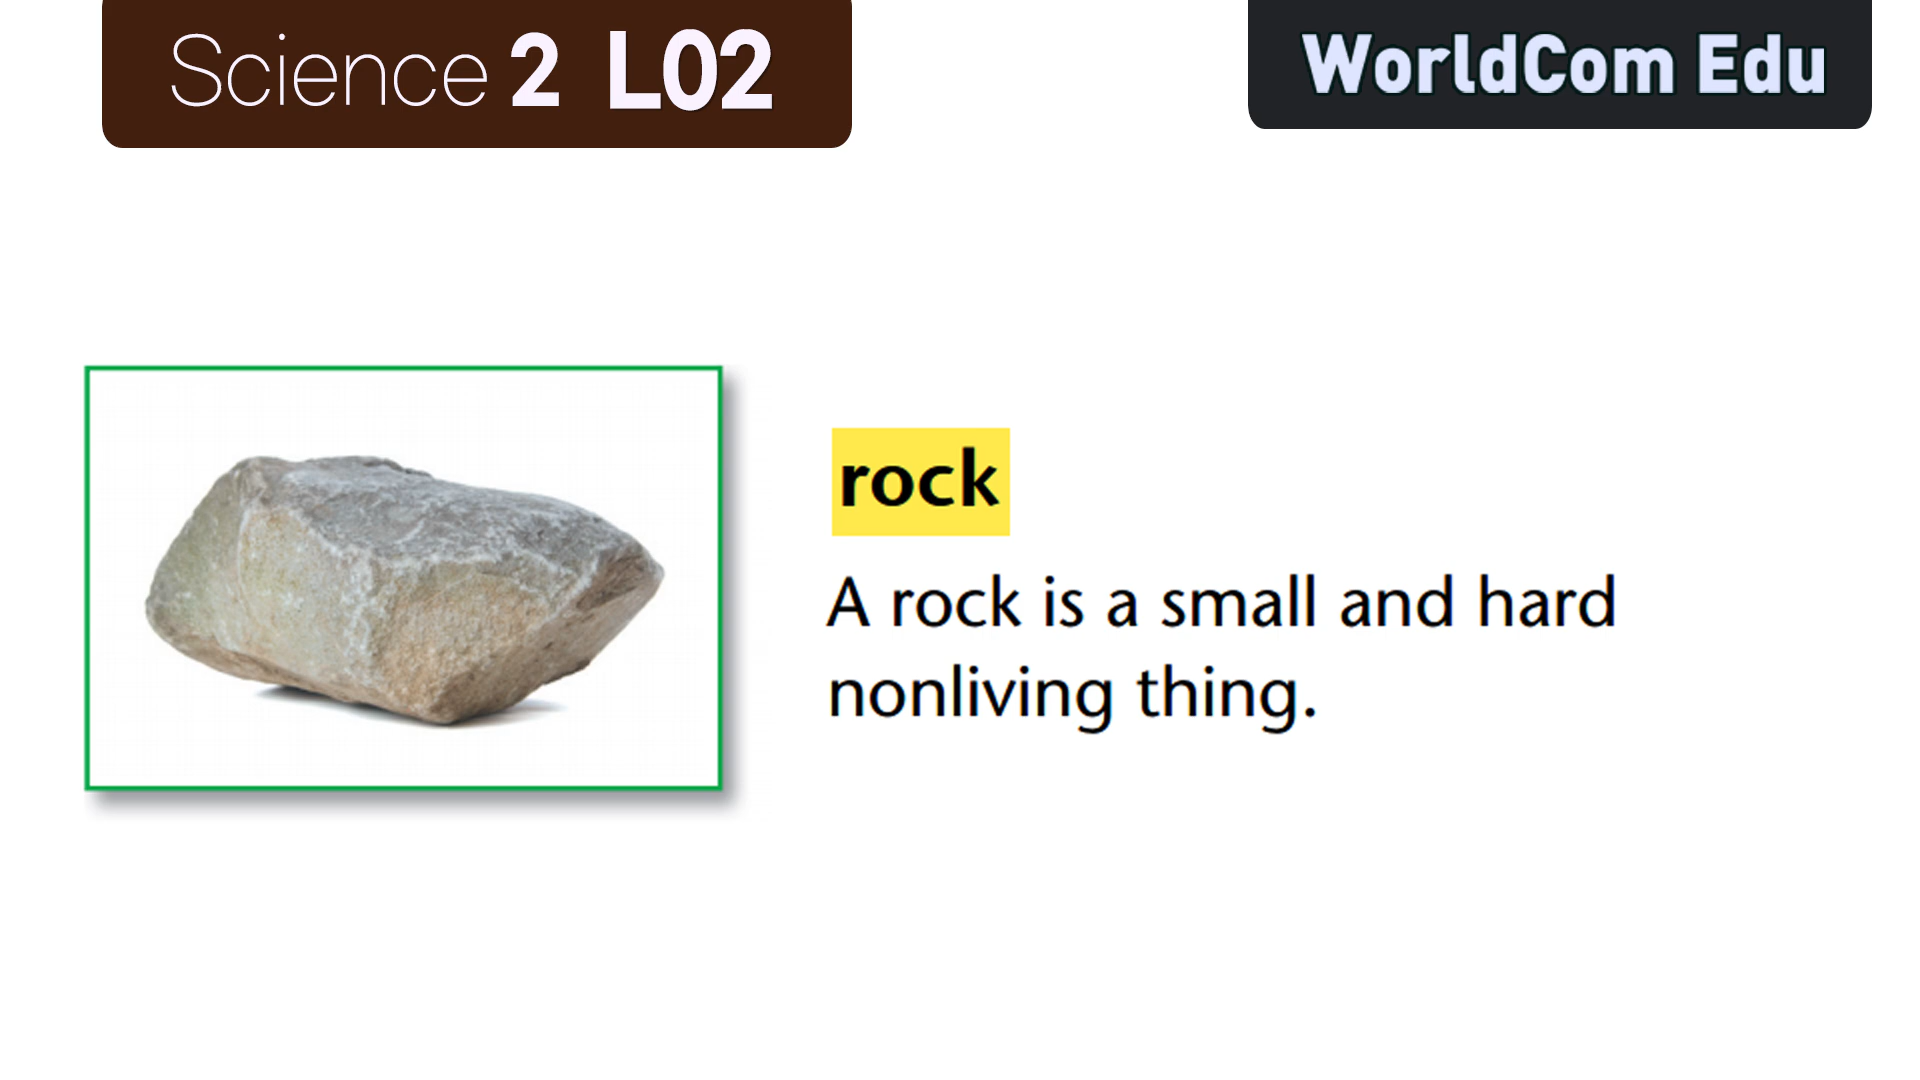 Science 2 L02
WorldCom Edu
rock
A rock is a small and hard
nonliving thing.